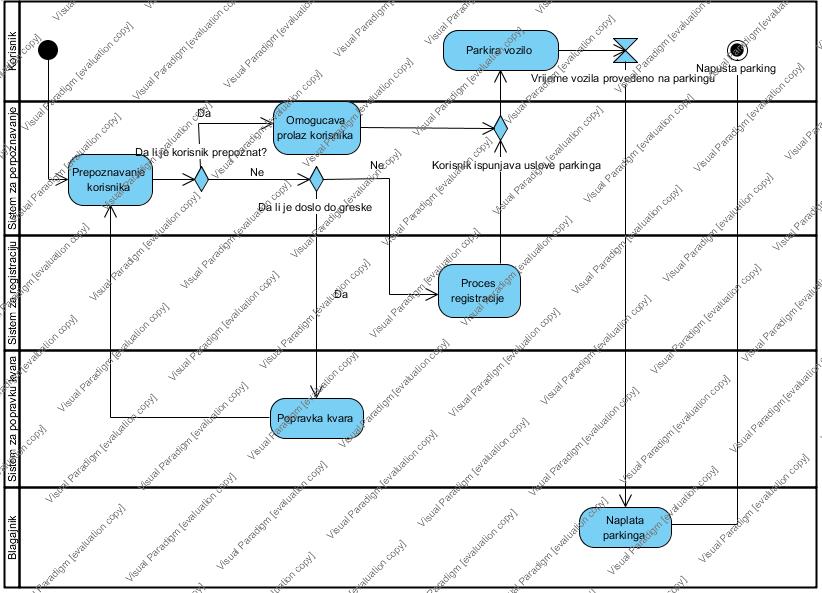 Korisnik
Parkira vozilo
Vrijeme vozila provedeno na parkingu
Napusta parking
Sistem za perpoznavanje
Da
Omogucava
prolaz korisnika
Da li je korisnik prepoznat?
Prepoznavanje
korisnika
Ne
Ne
Korisnik ispunjava uslove parkinga
Da li je doslo do greske
Sistem za registraciju
Proces
registracije
Da
Sistem za popravku kvara
Popravka kvara
Blagajnik
Naplata
parkinga
Visual Paradigm [evaluation copy]